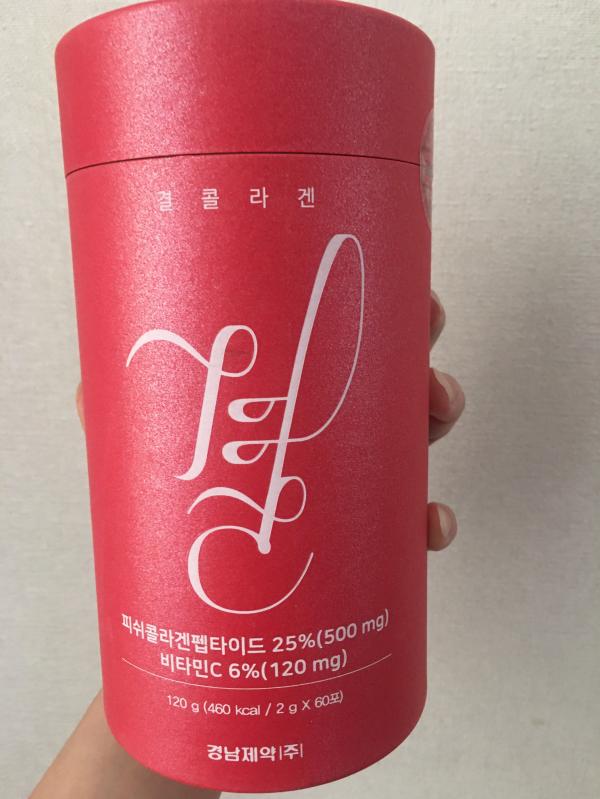 결콜라겐
결
피쉬콜라겐펩타이드 25%(500 mg)
비타민C 6%(120 mg)
120 g (460 kcal / 2 g X 60포)
경남제약(주)